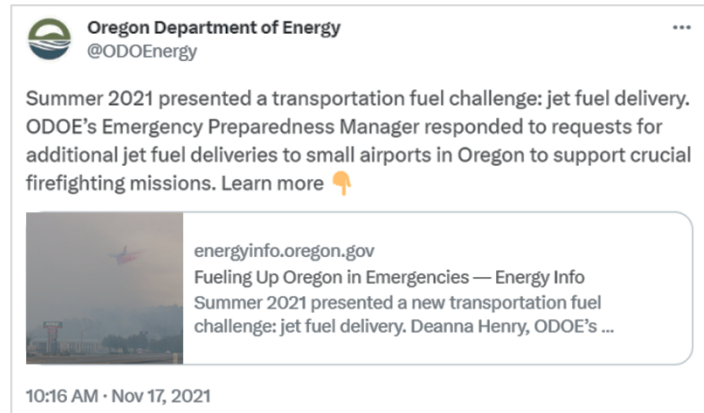 Oregon Department of Energy
@ODOEnergy
Summer 2021 presented a transportation fuel challenge: jet fuel delivery.
ODOE’s Emergency Preparedness Manager responded to requests for
additional jet fuel deliveries to small airports in Oregon to support crucial
firefighting missions. Learn more 👇
energyinfo.oregon.gov
Fueling Up Oregon in Emergencies — Energy Info
Summer 2021 presented a new transportation fuel
challenge: jet fuel delivery. Deanna Henry, ODOE’s ...
10:16 AM · Nov 17, 2021